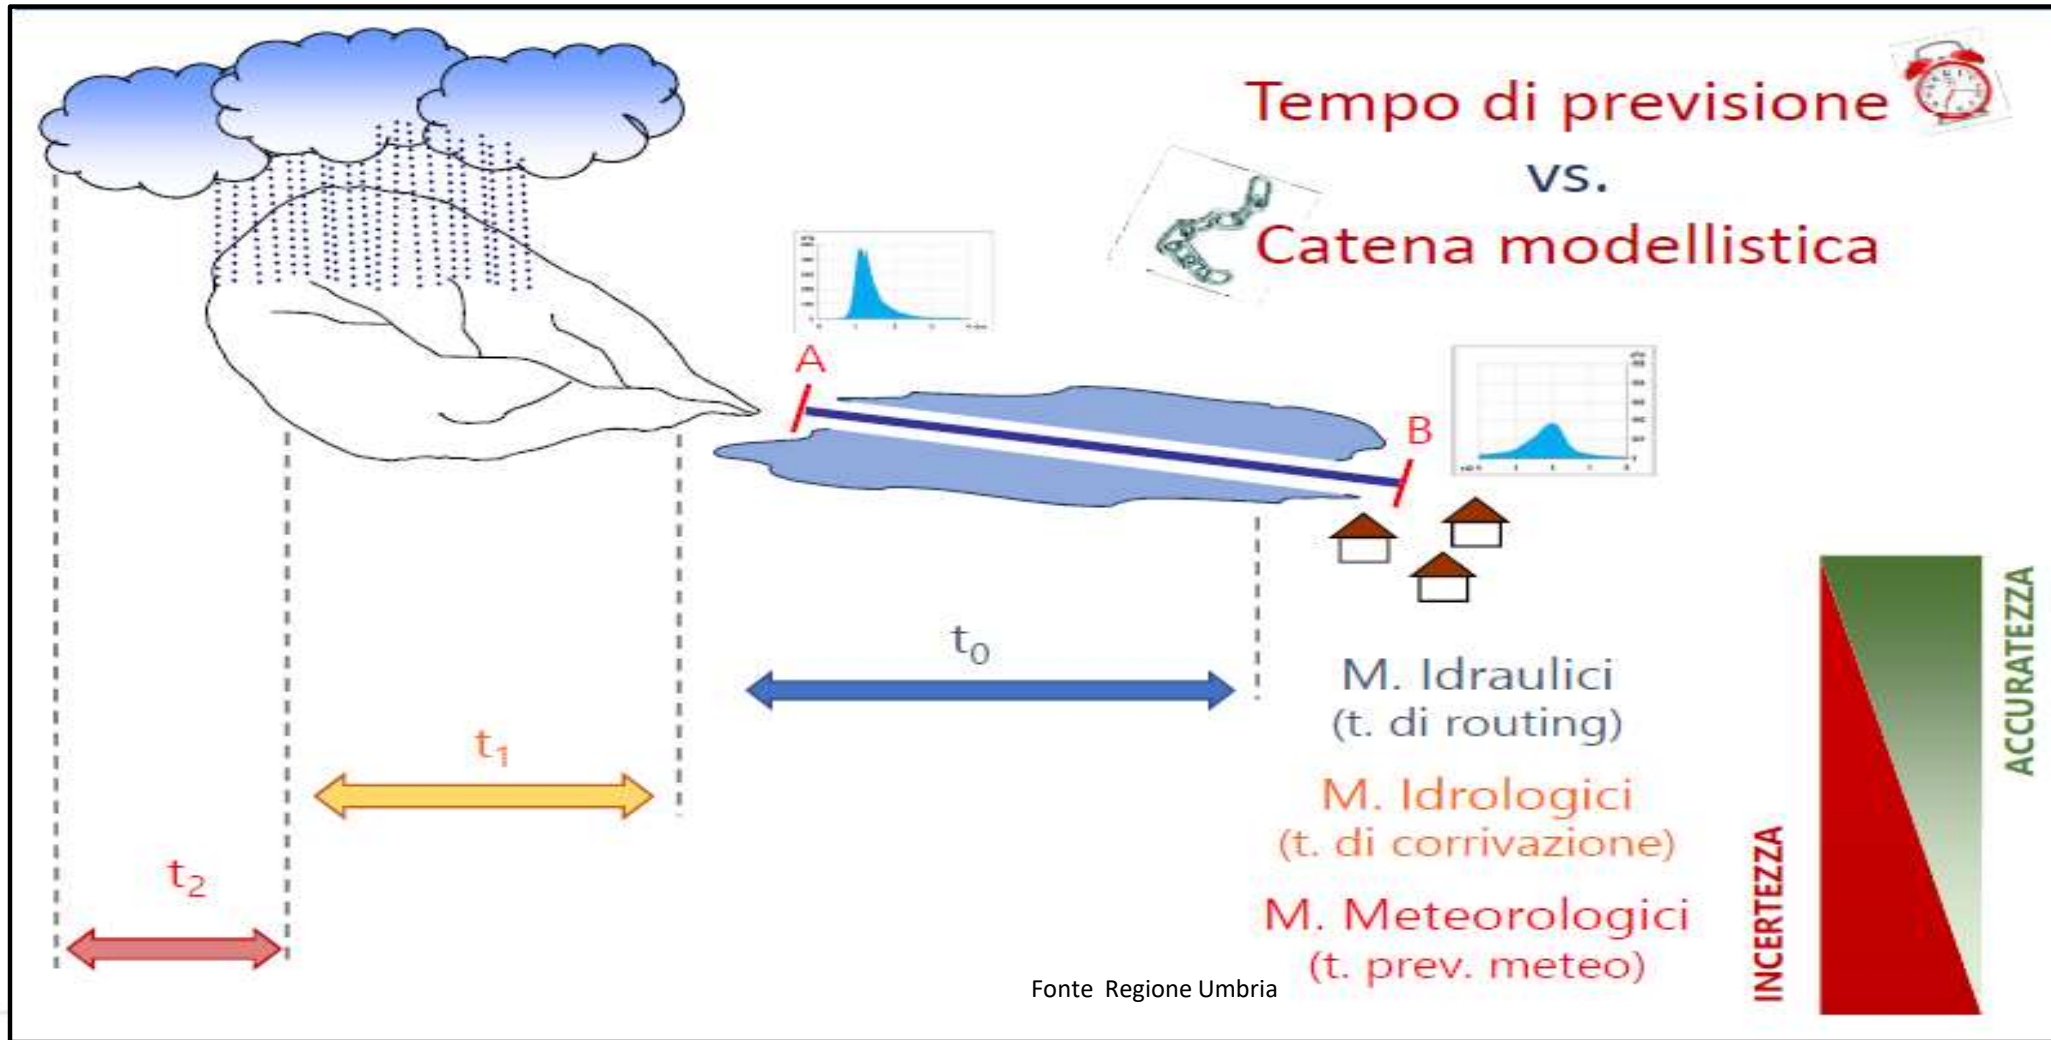 Tempo di previsione
vs.
Catena modellistica
A
B
t0
t1
t2
M. Idraulici
(t. di routing)
M. Idrologici
(t. di corrivazione)
M. Meteorologici
(t. prev. meteo)
INCERTEZZA
ACCURATEZZA
Fonte Regione Umbria